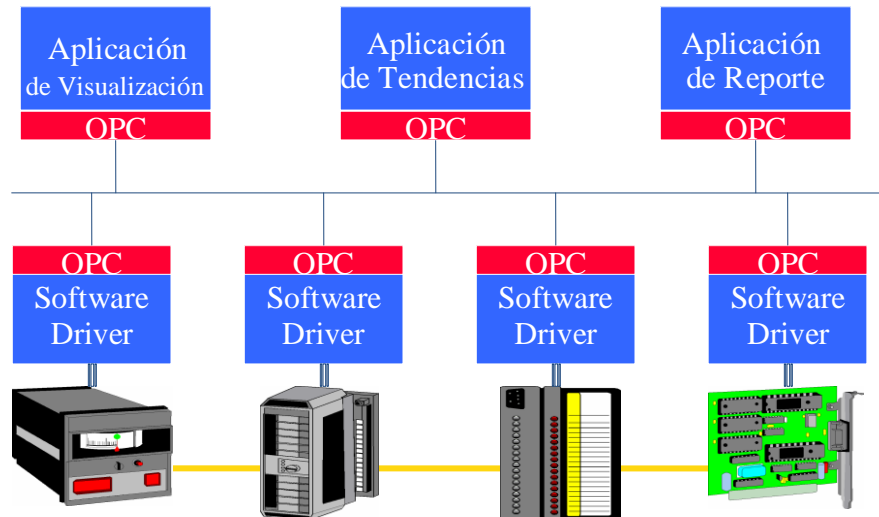 Aplicación
de Visualización
OPC
Aplicación
de Tendencias
OPC
Aplicación
de Reporte
OPC
OPC
Software
Driver
OPC
Software
Driver
OPC
Software
Driver
OPC
Software
Driver